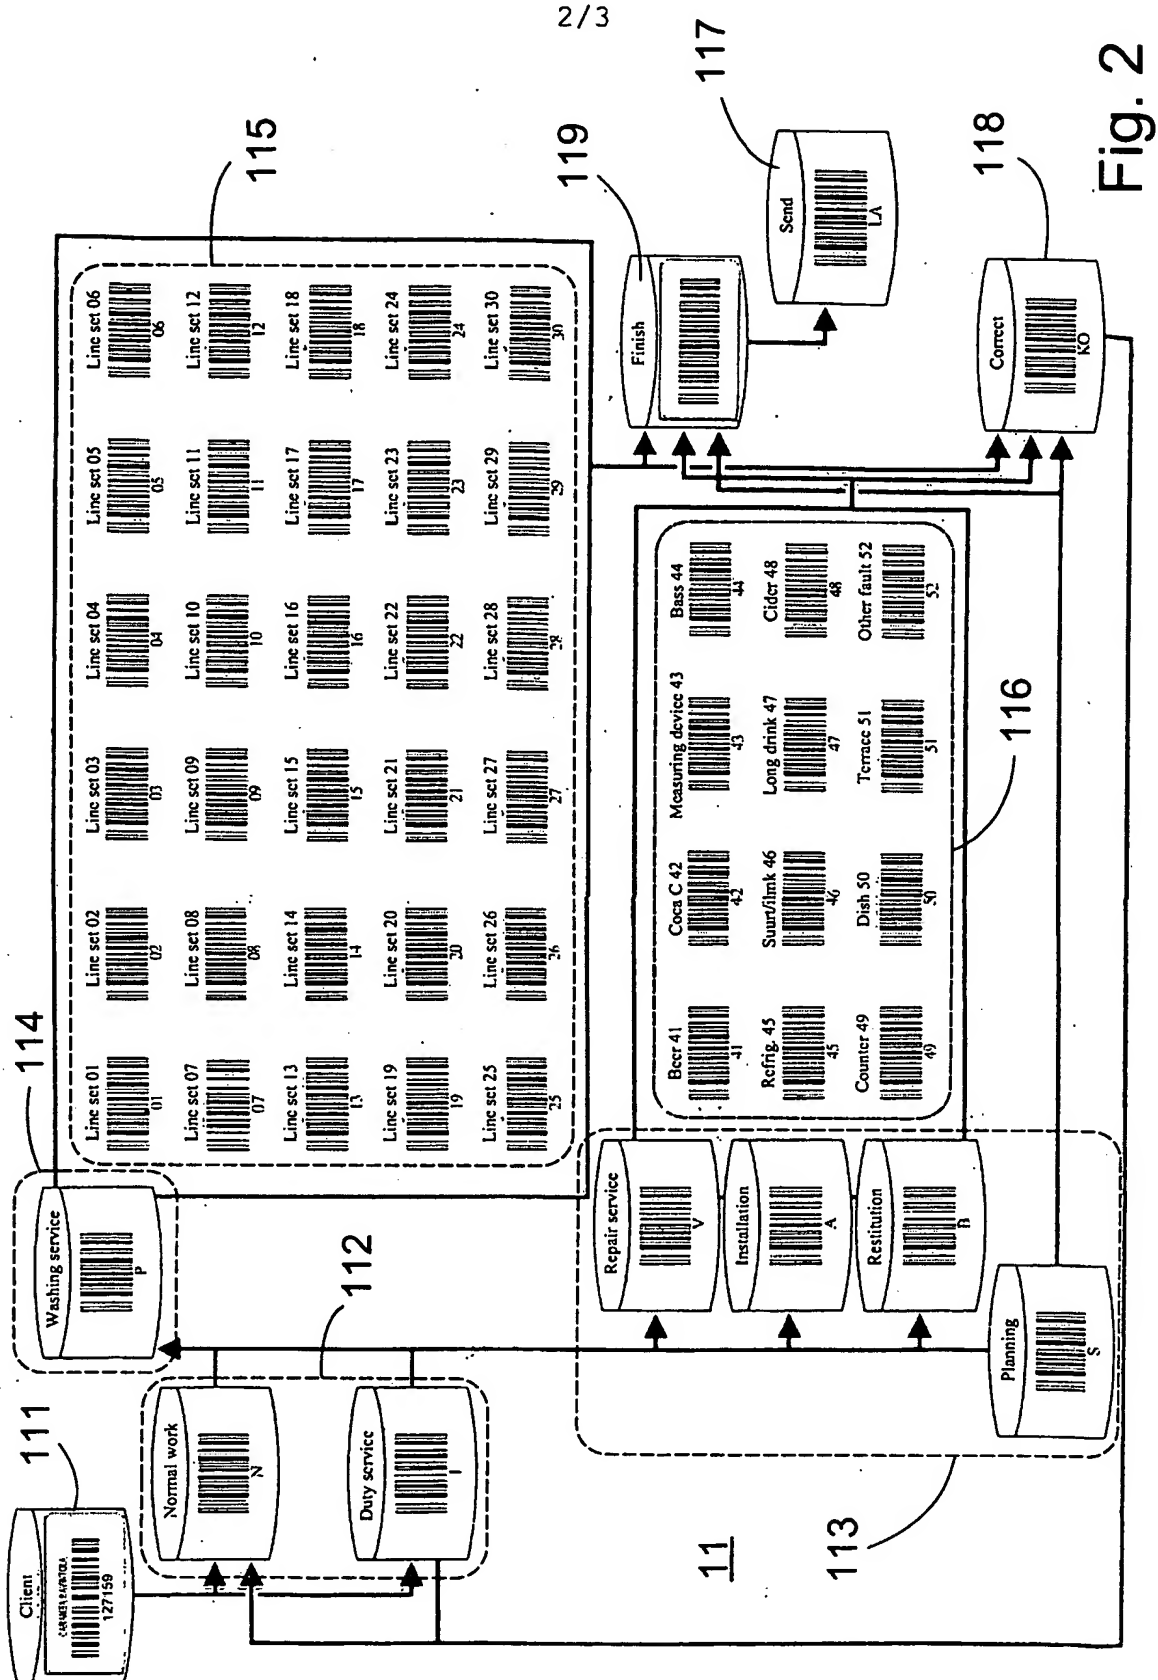 2/3
Client
127159
111
Normal work
N
Duty service
I
112
Washing service
P
114
Line set 01
01
Line set 02
02
Line set 03
03
Line set 04
04
Line set 05
05
Line set 06
06
Line set 07
07
Line set 08
08
Line set 09
09
Line set 10
10
Line set 11
11
Line set 12
12
Line set 13
13
Line set 14
14
Line set 15
15
Line set 16
16
Line set 17
17
Line set 18
18
Line set 19
19
Line set 20
20
Line set 21
21
Line set 22
22
Line set 23
23
Line set 24
24
Line set 25
25
Line set 26
26
Line set 27
27
Line set 28
28
Line set 29
29
Line set 30
30
115
Repair service
V
Installation
A
Restitution
Planning
S
113
11
Beer 41
41
Coca C 42
42
Measuring device 43
43
Bass 44
44
Refrig. 45
45
46
46
Long drink 47
47
Cider 48
48
Counter 49
49
Dish 50
50
Terrace 51
51
Other fault 52
52
116
Finish
119
Send
LA
117
Correct
KO
118
Fig. 2